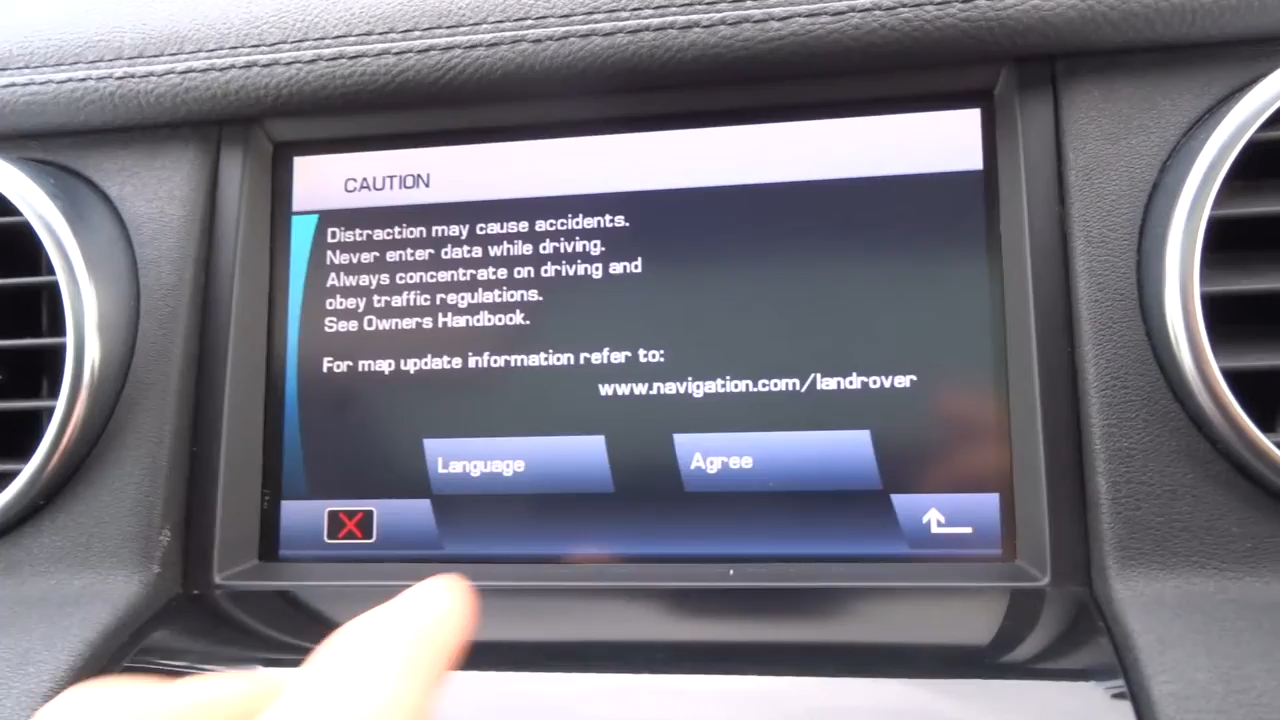 CAUTION
Distraction may cause accidents.
Never enter data while driving.
Always concentrate on driving and
obey traffic regulations.
See Owners Handbook.
For map update information refer to:
www.navigation.com/landrover
Language
Agree